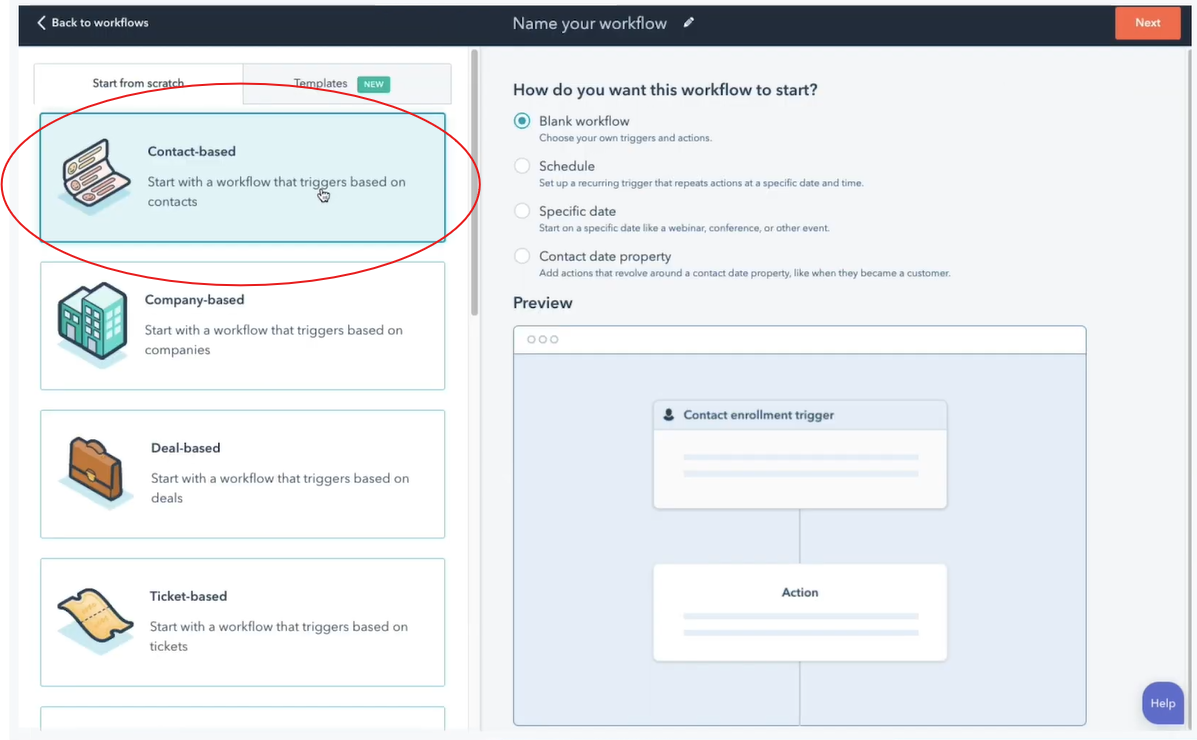 Back to workflows
Name your workflow
Next
Start from scratch
Templates NEW
Contact-based
Start with a workflow that triggers based on
contacts
Company-based
Start with a workflow that triggers based on
companies
Deal-based
Start with a workflow that triggers based on
deals
Ticket-based
Start with a workflow that triggers based on
tickets
How do you want this workflow to start?
Blank workflow
Choose your own triggers and actions.
Schedule
Set up a recurring trigger that repeats actions at a specific date and time.
Specific date
Start on a specific date like a webinar, conference, or other event.
Contact date property
Add actions that revolve around a contact date property, like when they became a customer.
Preview
Contact enrollment trigger
Action
Help